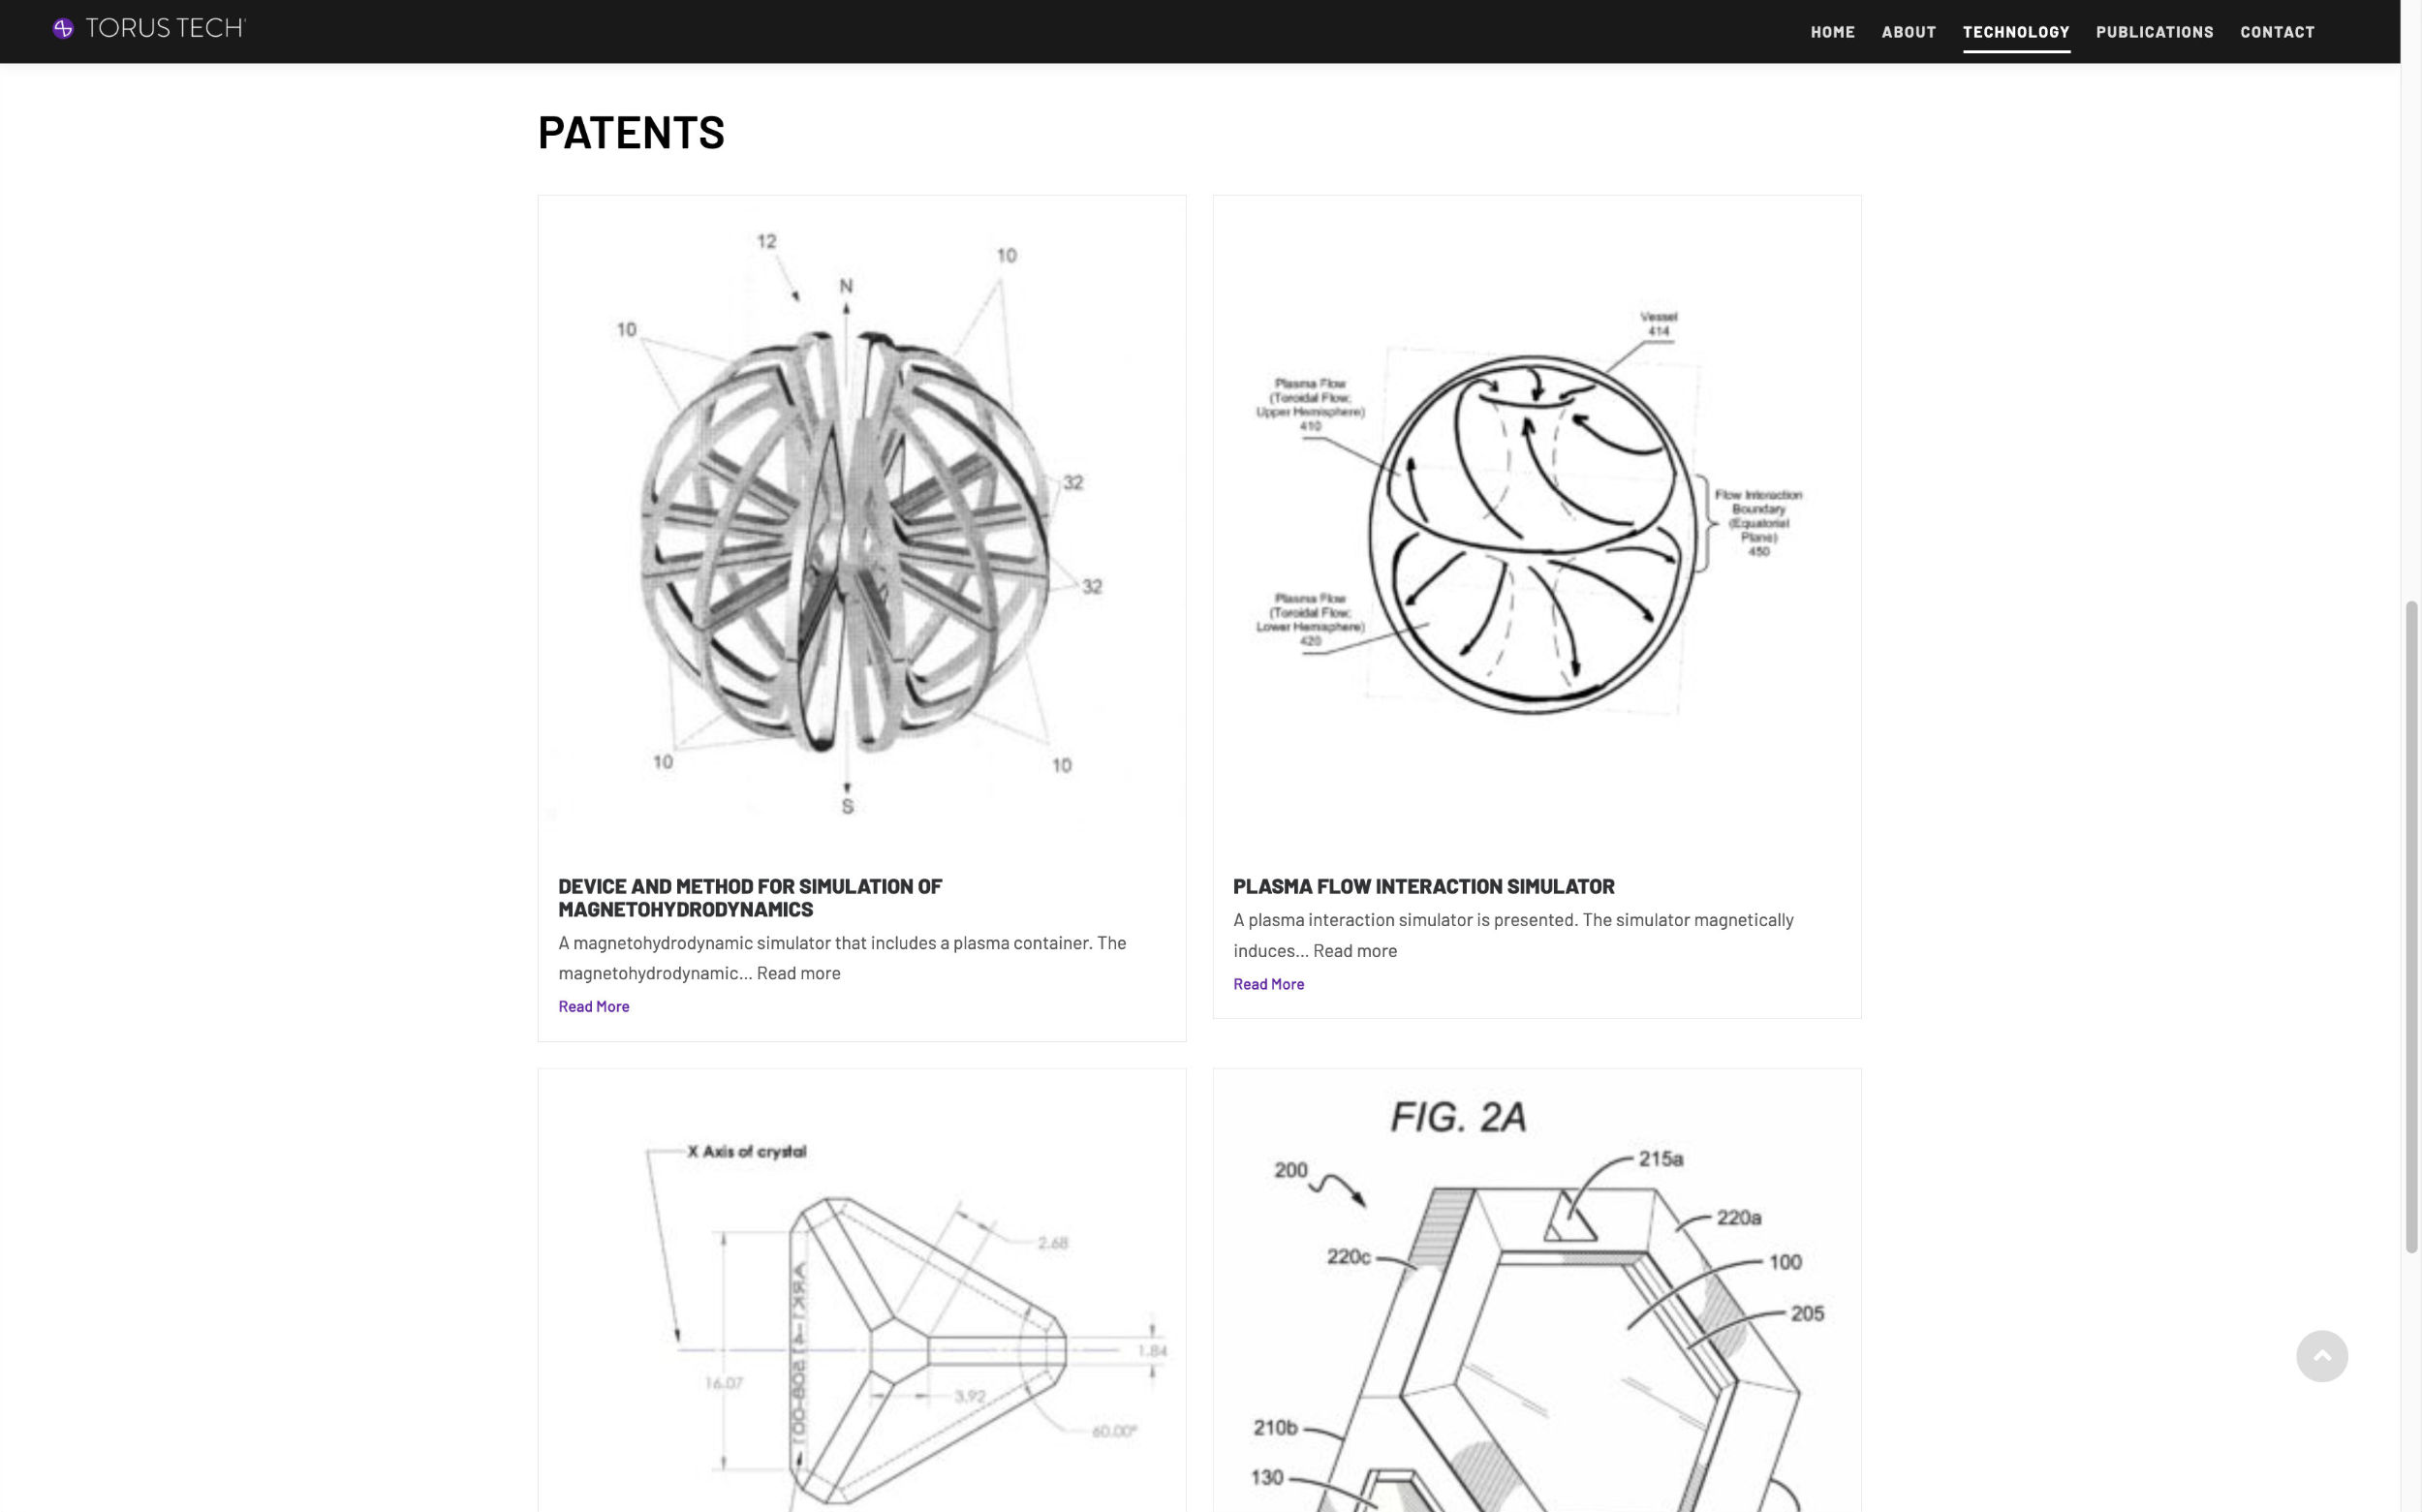 TORUS TECH
HOME ABOUT TECHNOLOGY PUBLICATIONS CONTACT
PATENTS
12
10
N
10
32
32
10
10
S
DEVICE AND METHOD FOR SIMULATION OF
MAGNETOHYDRODYNAMICS
A magnetohydrodynamic simulator that includes a plasma container. The
magnetohydrodynamic... Read more
Read More
Vessel
414
Plasma Flow
(Toroidal Flow;
Upper Hemisphere)
410
Flow Interaction
Boundary
(Equatorial
Plane)
450
Plasma Flow
(Toroidal Flow;
Lower Hemisphere)
420
PLASMA FLOW INTERACTION SIMULATOR
A plasma interaction simulator is presented. The simulator magnetically
induces... Read more
Read More
X Axis of crystal
2.68
1.84
16.07
3.92
60.00°
FIG. 2A
200
215a
220a
220c
100
205
210b
130